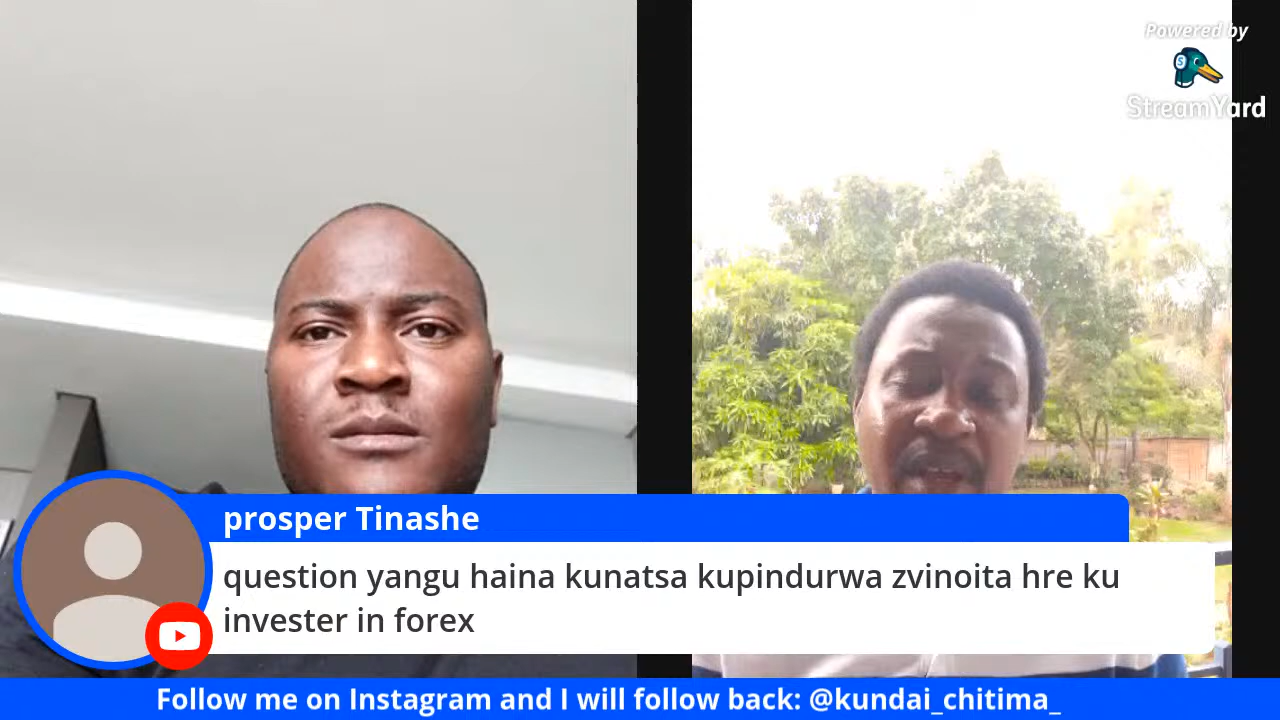 Powered by
StreamYard
prosper Tinashe
question yangu haina kunatsa kupindurwa zvinoita hre ku
invester in forex
Follow me on Instagram and I will follow back: @kundai_chitima_